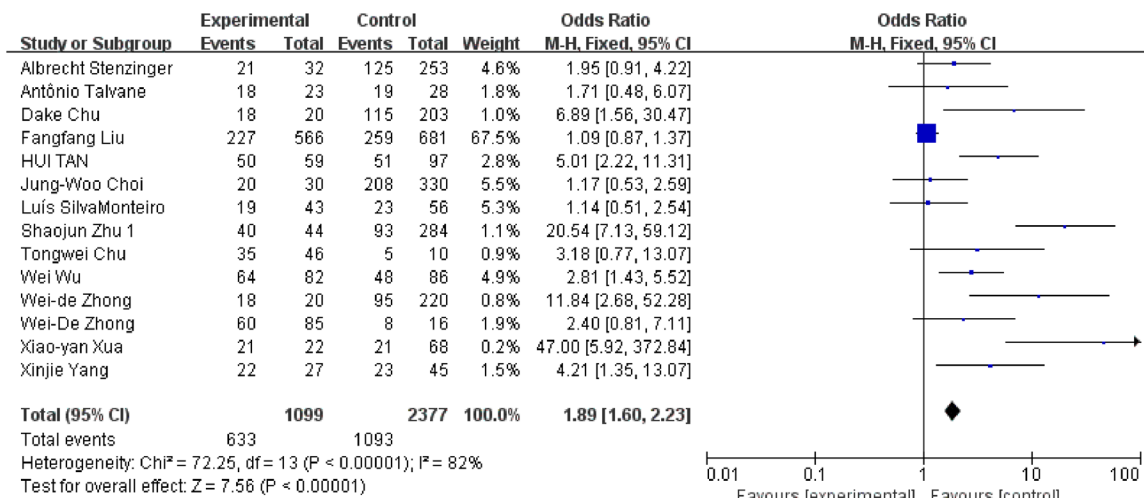 Experimental Control Odds Ratio Odds Ratio
Study or Subgroup Events Total Events Total Weight M-H, Fixed, 95% CI M-H, Fixed, 95% CI
Albrecht Stenzinger 21 32 125 253 4.6% 1.95 [0.91, 4.22]
Antônio Talvane 18 23 19 28 1.8% 1.71 [0.48, 6.07]
Dake Chu 18 20 115 203 1.0% 6.89 [1.56, 30.47]
Fangfang Liu 227 566 259 681 67.5% 1.09 [0.87, 1.37]
HUI TAN 50 59 51 97 2.8% 5.01 [2.22, 11.31]
Jung-Woo Choi 20 30 208 330 5.5% 1.17 [0.53, 2.59]
Luís SilvaMonteiro 19 43 23 56 5.3% 1.14 [0.51, 2.54]
Shaojun Zhu 1 40 44 93 284 1.1% 20.54 [7.13, 59.12]
Tongwei Chu 35 46 5 10 0.9% 3.18 [0.77, 13.07]
Wei Wu 64 82 48 86 4.9% 2.81 [1.43, 5.52]
Wei-de Zhong 18 20 95 220 0.8% 11.84 [2.68, 52.28]
Wei-De Zhong 60 85 8 16 1.9% 2.40 [0.81, 7.11]
Xiao-yan Xua 21 22 21 68 0.2% 47.00 [5.92, 372.84]
Xinjie Yang 22 27 23 45 1.5% 4.21 [1.35, 13.07]
Total (95% CI) 1099 2377 100.0% 1.89 [1.60, 2.23]
Total events 633 1093
Heterogeneity: Chi² = 72.25, df = 13 (P < 0.00001); I² = 82%
Test for overall effect: Z = 7.56 (P < 0.00001)
0.01 0.1 1 10 100
Favours [experimental] Favours [control]